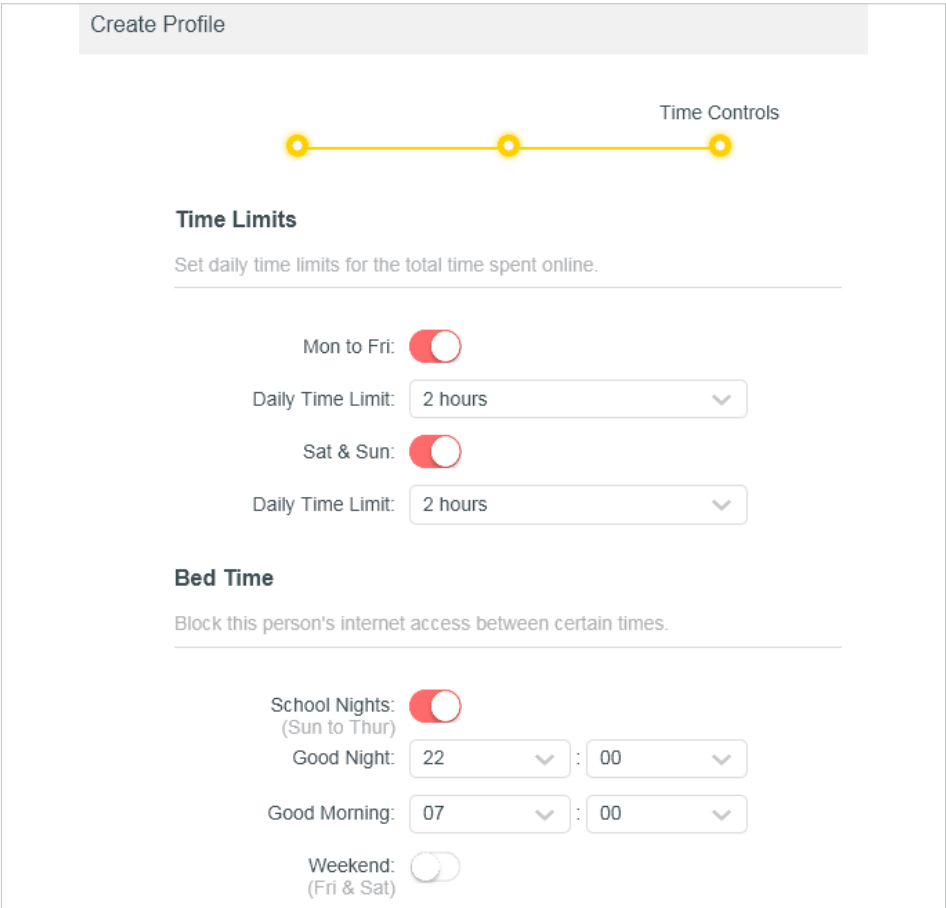 Create Profile
Time Controls
Time Limits
Set daily time limits for the total time spent online.
Mon to Fri:
Daily Time Limit: 2 hours
Sat & Sun:
Daily Time Limit: 2 hours
Bed Time
Block this person's internet access between certain times.
School Nights:
(Sun to Thur)
Good Night: 22 : 00
Good Morning: 07 : 00
Weekend:
(Fri & Sat)